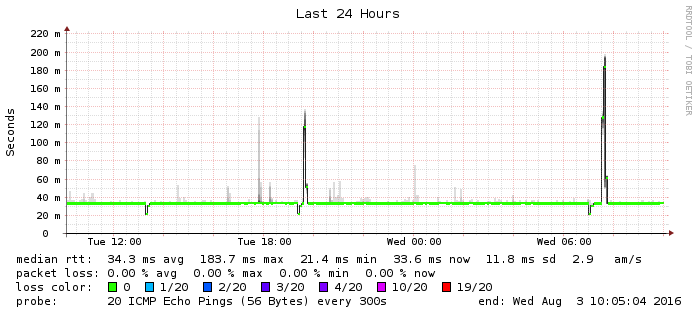 Last 24 Hours
RRDTOOL / TOBI OETIKER
Seconds
220 m
200 m
180 m
160 m
140 m
120 m
100 m
80 m
60 m
40 m
20 m
0
Tue 12:00 Tue 18:00 Wed 00:00 Wed 06:00
median rtt: 34.3 ms avg 183.7 ms max 21.4 ms min 33.6 ms now 11.8 ms sd 2.9 am/s
packet loss: 0.00 % avg 0.00 % max 0.00 % min 0.00 % now
loss color: 0 1/20 2/20 3/20 4/20 10/20 19/20
probe: 20 ICMP Echo Pings (56 Bytes) every 300s end: Wed Aug 3 10:05:04 2016